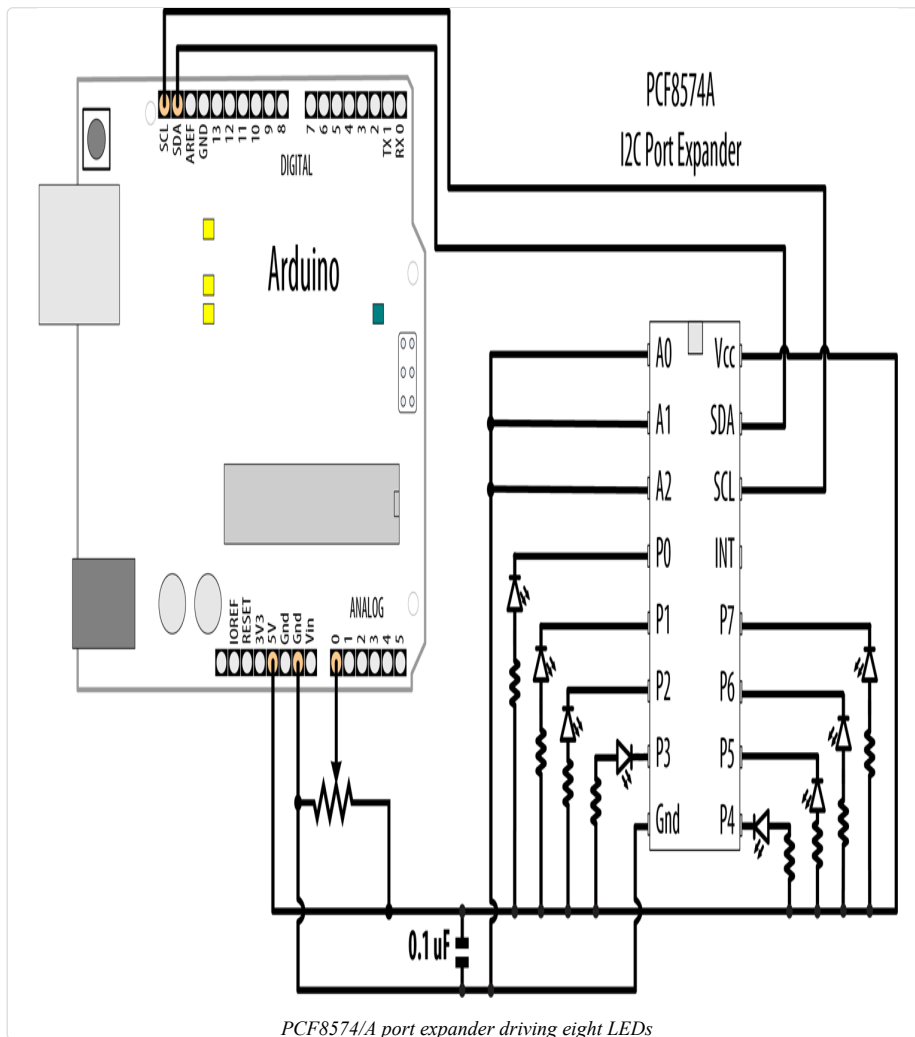 PCF8574A
I2C Port Expander
SCL
SDA
AREF
GND
13
12
11
10
9
8
7
6
5
4
3
2
TX 1
RX 0
DIGITAL
Arduino
A0
A1
A2
P0
P1
P2
P3
Gnd
Vcc
SDA
SCL
INT
P7
P6
P5
P4
IOREF
RESET
3V3
5V
Gnd
Gnd
Vin
ANALOG
0
1
2
3
4
5
0.1 uF
PCF8574/A port expander driving eight LEDs